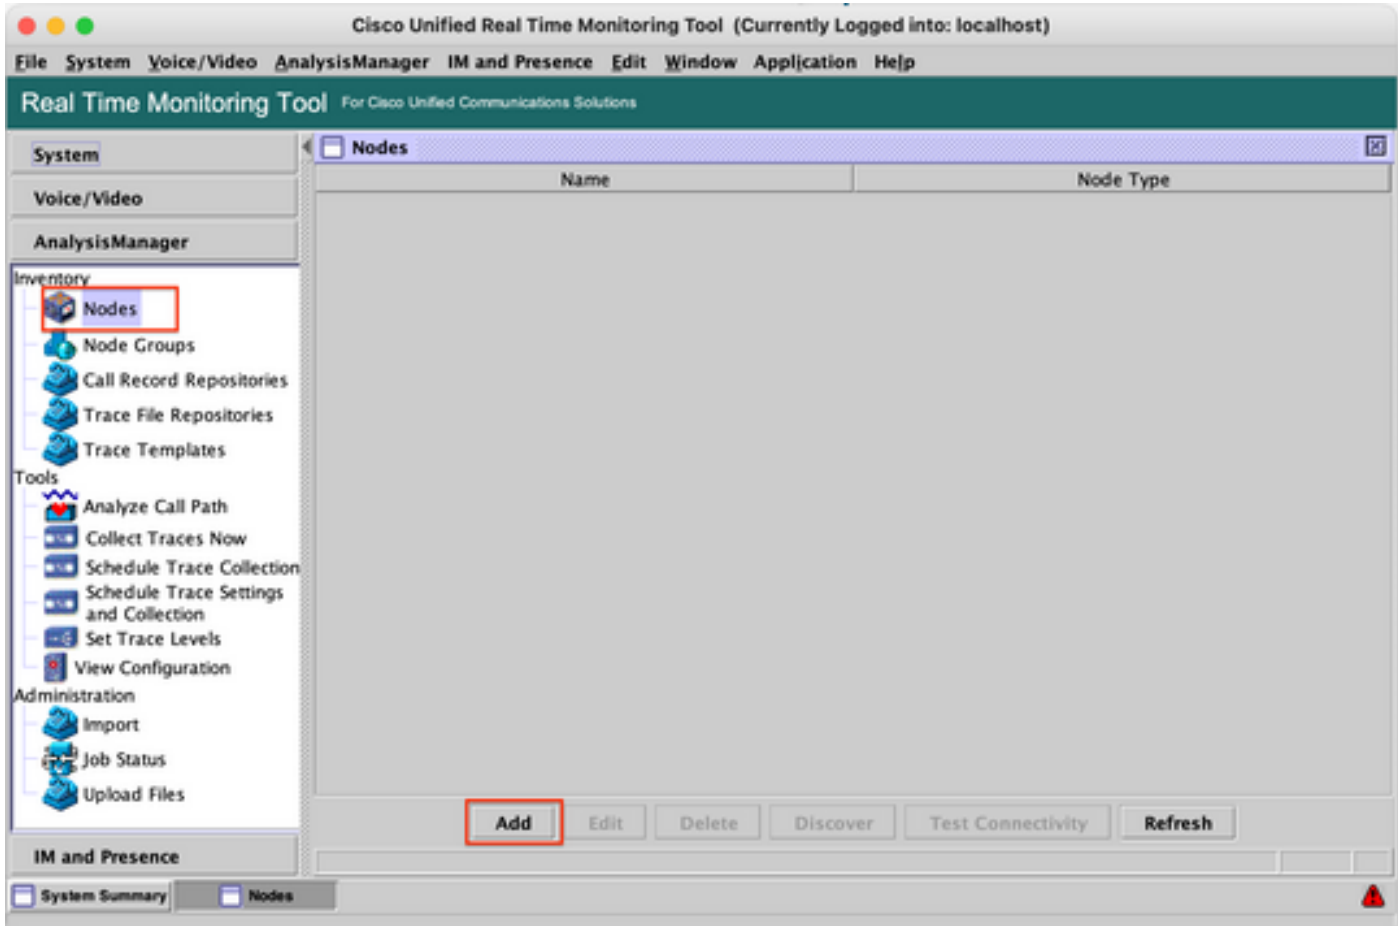 Cisco Unified Real Time Monitoring Tool (Currently Logged into: localhost)
File System Voice/Video AnalysisManager IM and Presence Edit Window Application Help
Real Time Monitoring Tool For Cisco Unified Communications Solutions
System
Voice/Video
AnalysisManager
Inventory
Nodes
Node Groups
Call Record Repositories
Trace File Repositories
Trace Templates
Tools
Analyze Call Path
Collect Traces Now
Schedule Trace Collection
Schedule Trace Settings
and Collection
Set Trace Levels
View Configuration
Administration
Import
Job Status
Upload Files
IM and Presence
Nodes
Name Node Type
Add Edit Delete Discover Test Connectivity Refresh
System Summary Nodes